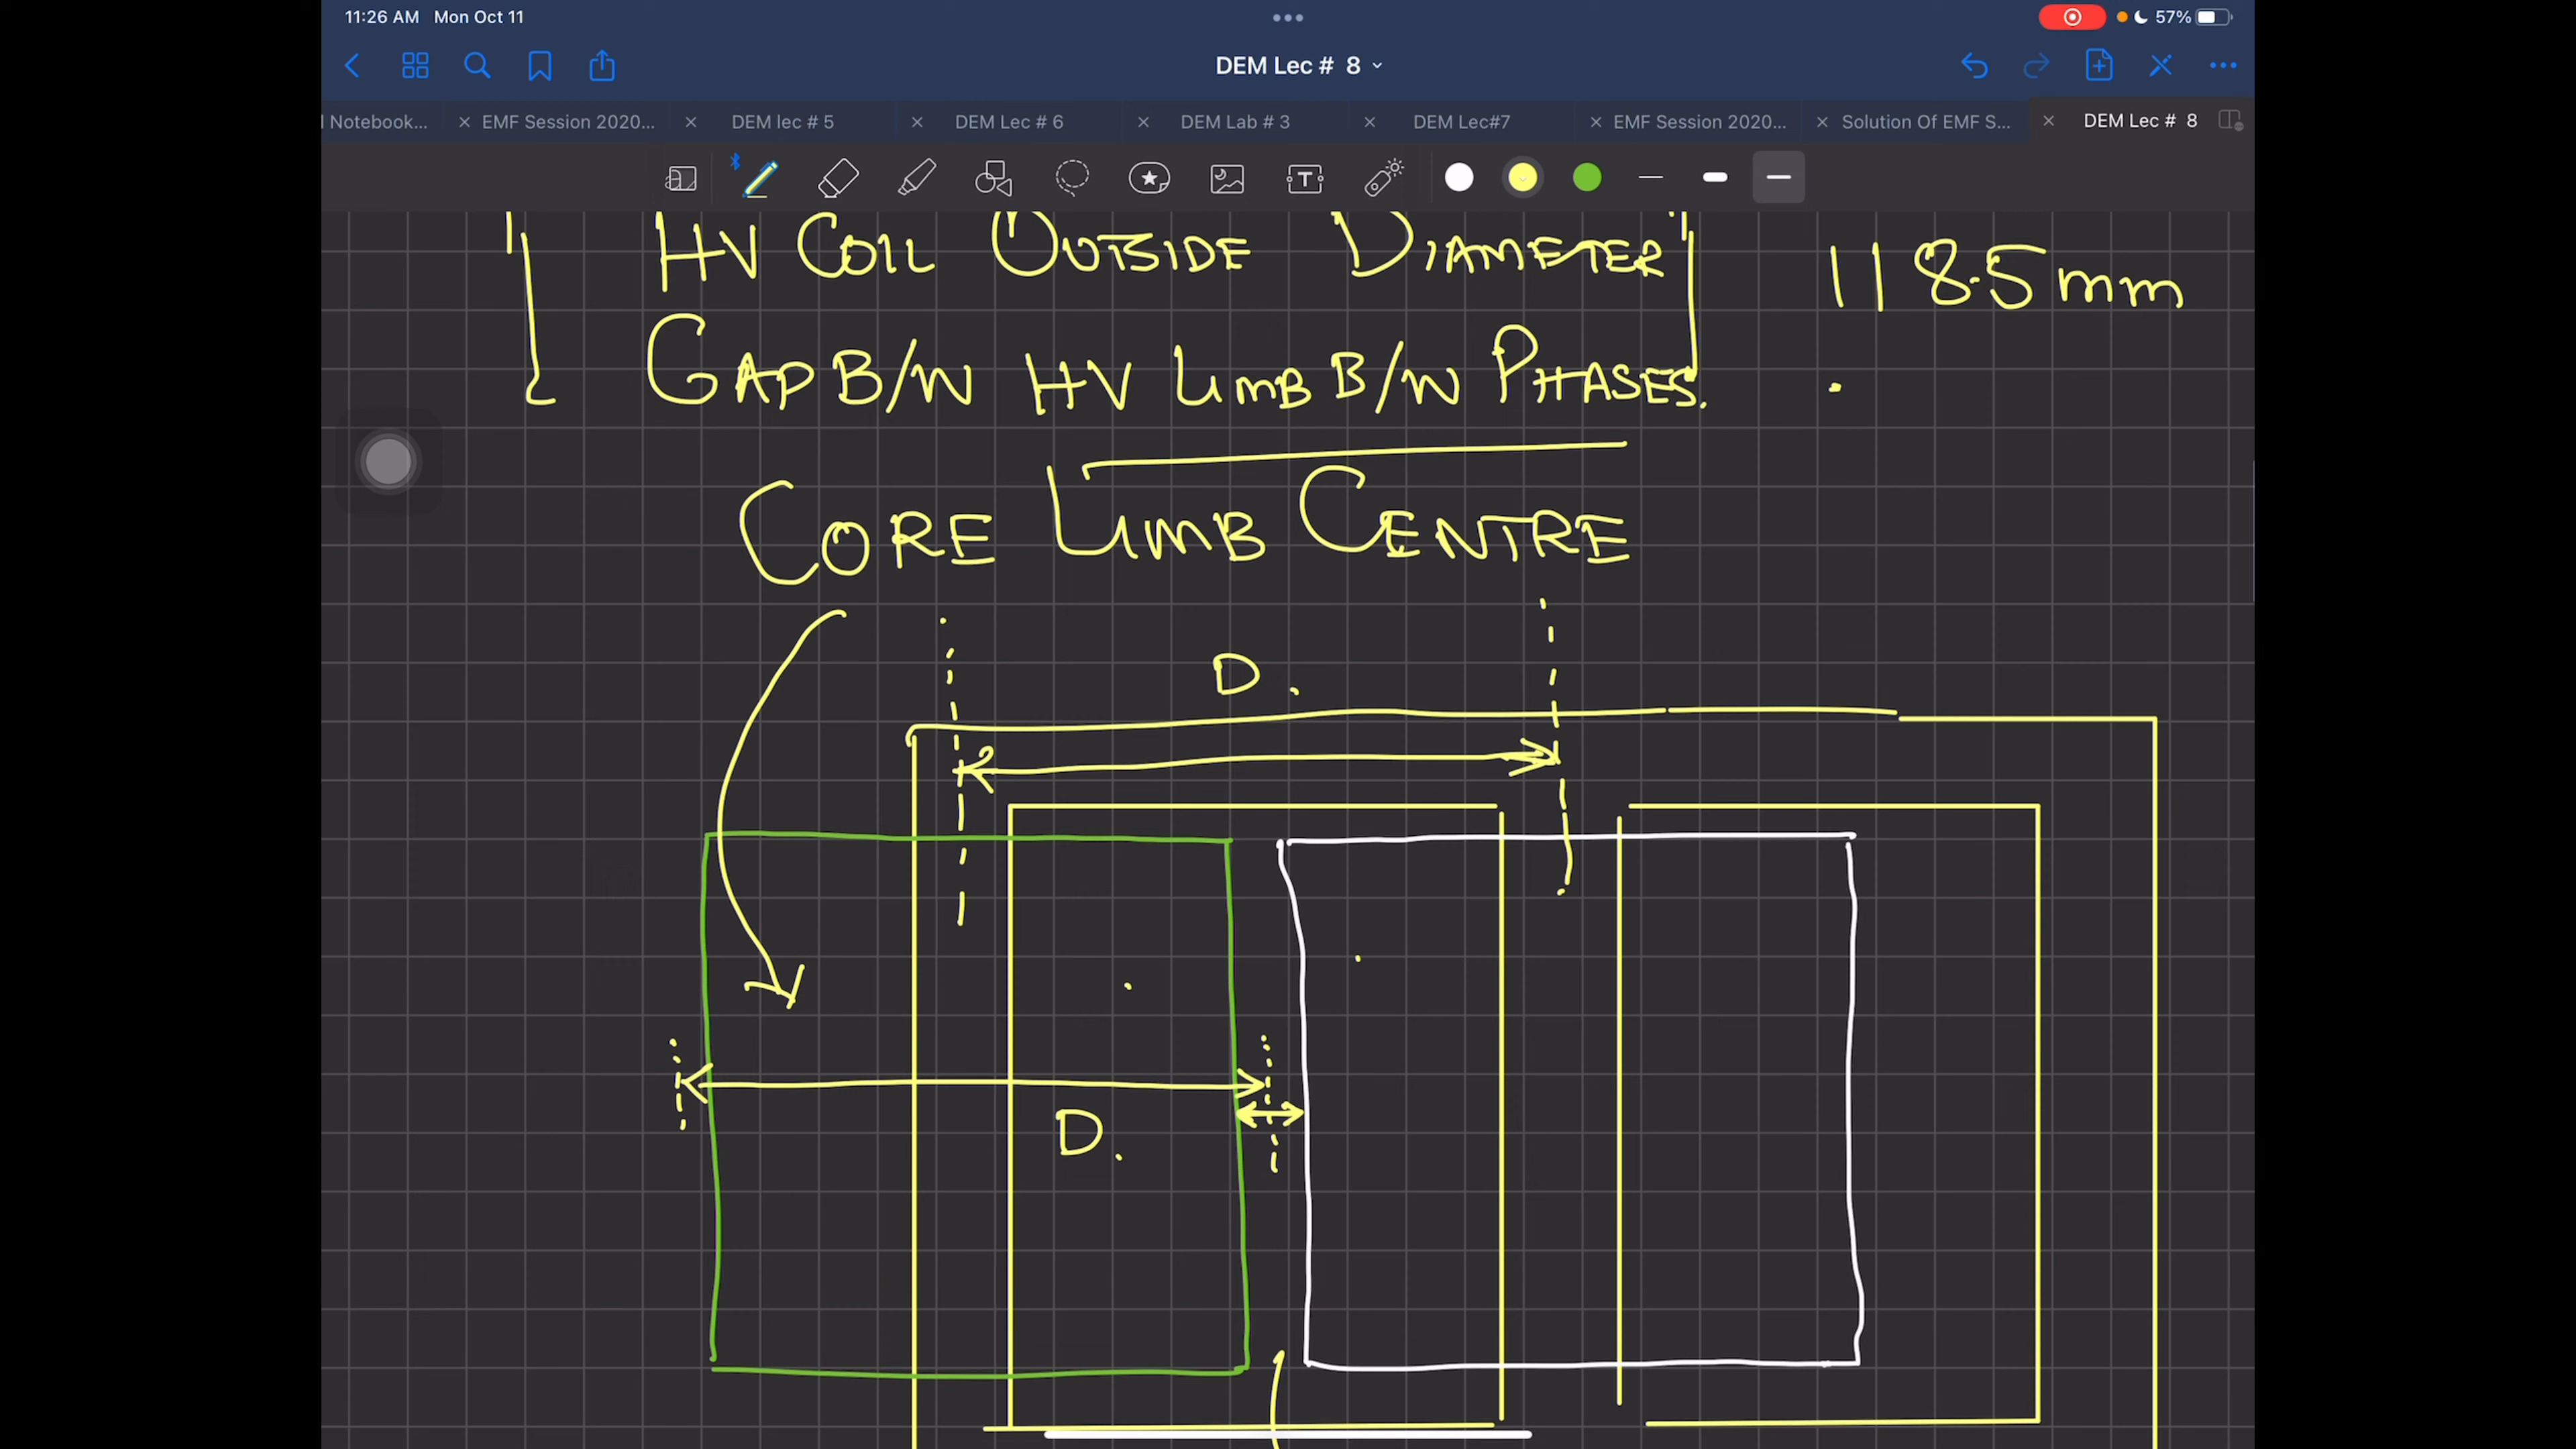 11:26 AM Mon Oct 11
57%
DEM Lec # 8
l Notebook...
EMF Session 2020...
DEM lec # 5
DEM Lec # 6
DEM Lab # 3
DEM Lec#7
EMF Session 2020...
Solution Of EMF S...
DEM Lec # 8
HV COIL OUTSIDE DIAMETER
118.5mm
GAP B/N HV LIMB B/N PHASES.
CORE LIMB CENTRE
D.
D.